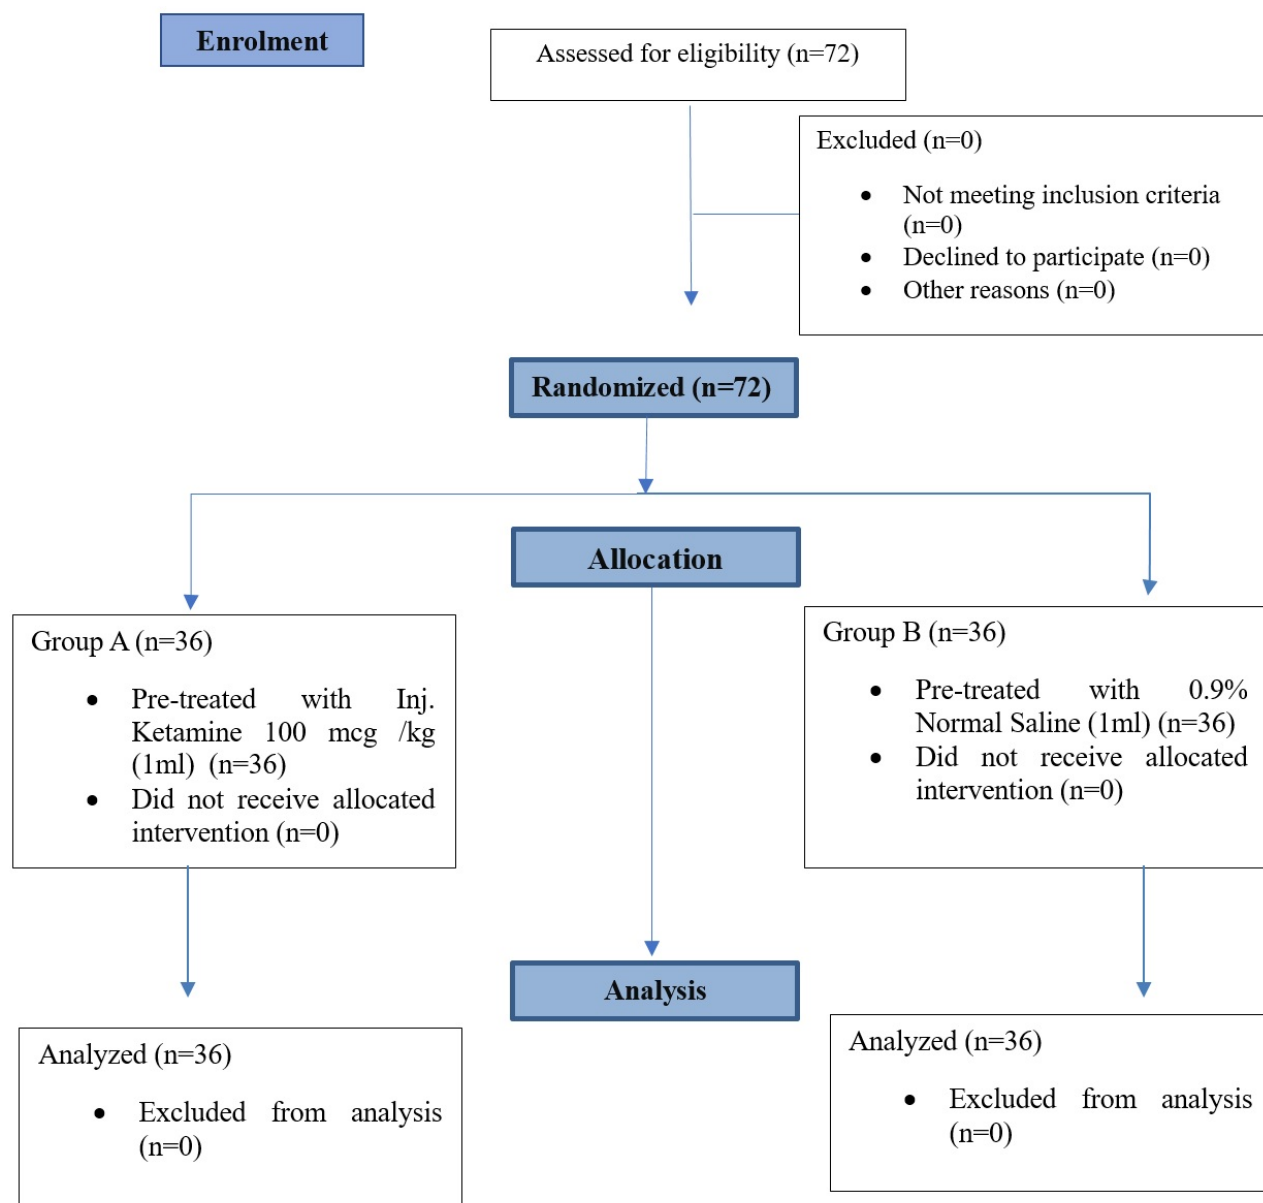 Enrolment
Assessed for eligibility (n=72)
Excluded (n=0)
• Not meeting inclusion criteria
(n=0)
• Declined to participate (n=0)
• Other reasons (n=0)
Randomized (n=72)
Allocation
Group A (n=36)
• Pre-treated with Inj.
Ketamine 100 mcg /kg
(1ml) (n=36)
• Did not receive allocated
intervention (n=0)
Group B (n=36)
• Pre-treated with 0.9%
Normal Saline (1ml) (n=36)
• Did not receive allocated
intervention (n=0)
Analysis
Analyzed (n=36)
• Excluded from analysis
(n=0)
Analyzed (n=36)
• Excluded from analysis
(n=0)